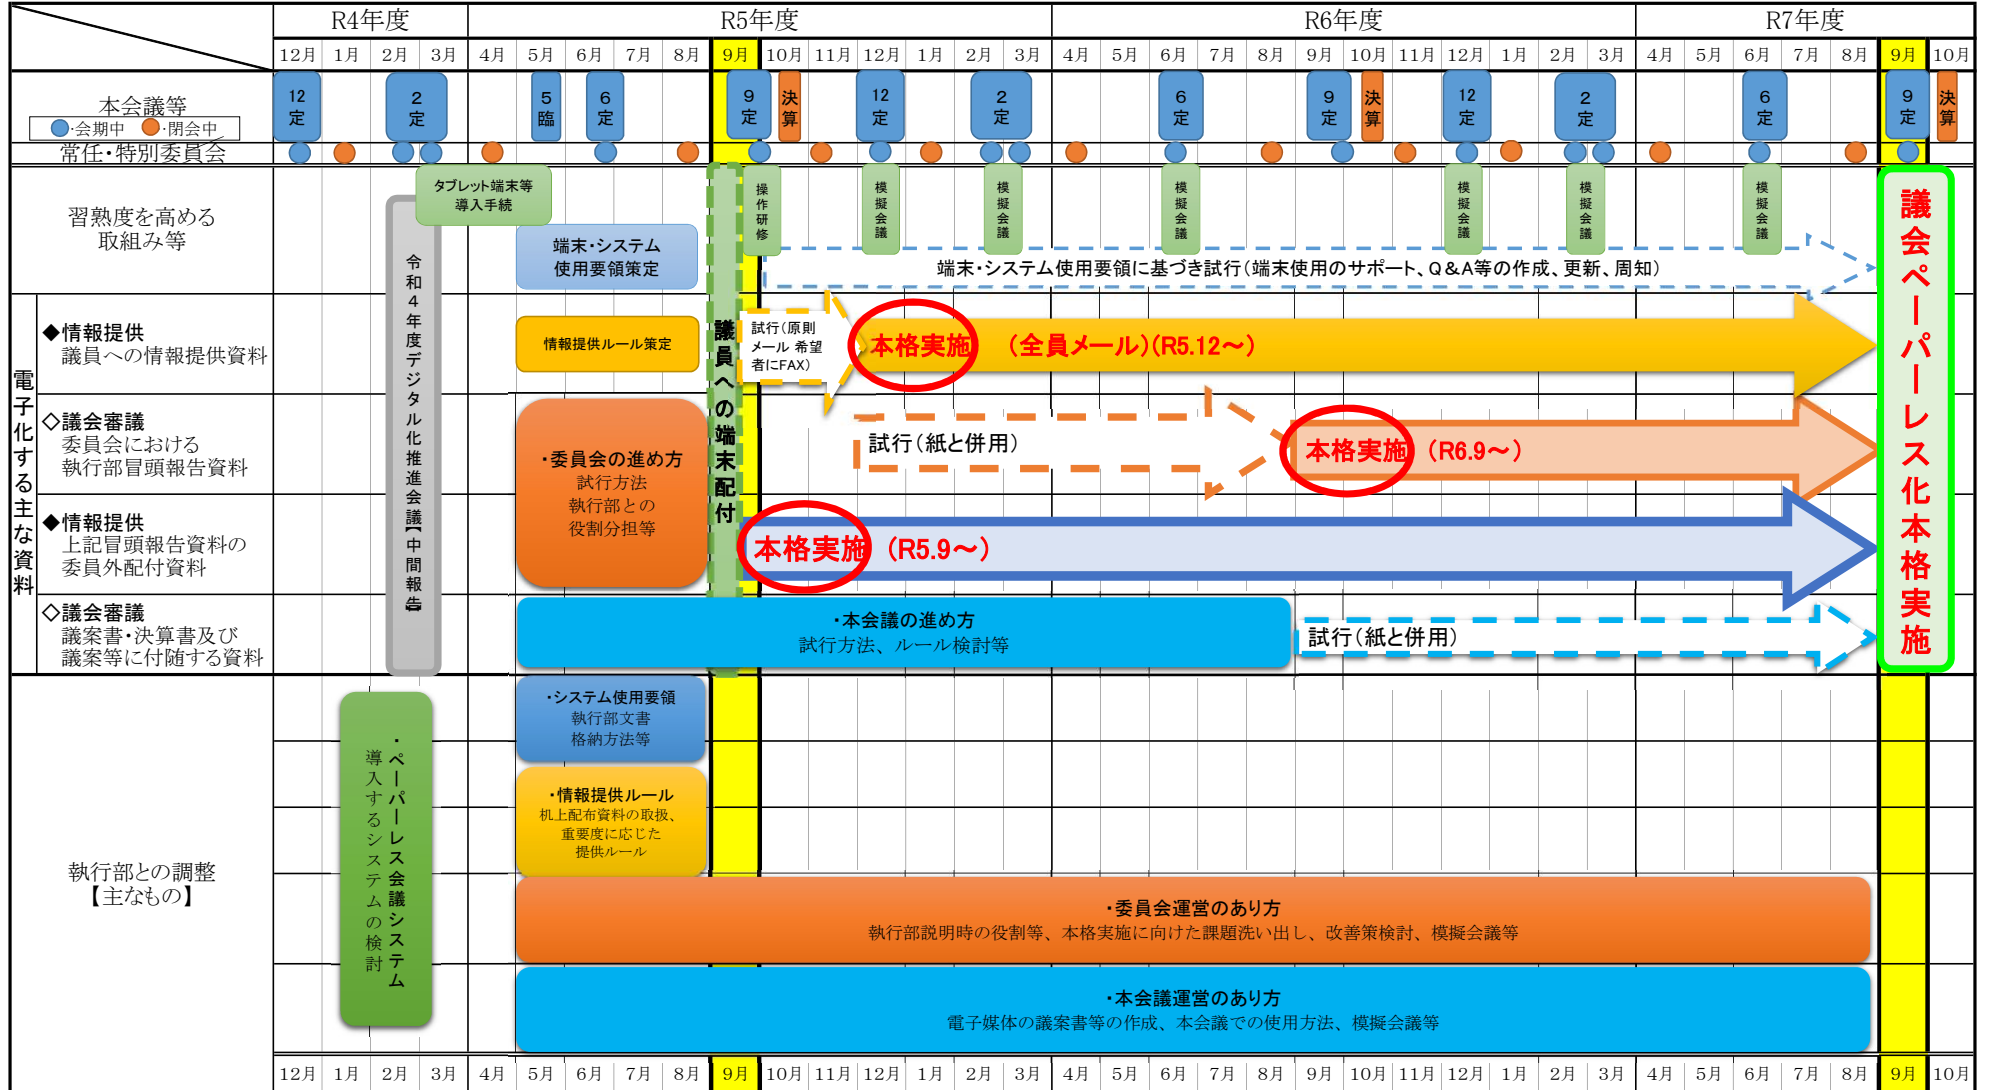 R4年度 R5年度 R6年度 R7年度
12月 1月 2月 3月 4月 5月 6月 7月 8月 9月 10月 11月 12月 1月 2月 3月 4月 5月 6月 7月 8月 9月 10月 11月 12月 1月 2月 3月 4月 5月 6月 7月 8月 9月 10月
本会議等
・会期中 ・閉会中
12定 2定 5臨 6定 9定 決算 12定 2定 6定 9定 決算 12定 2定 6定 9定 決算
常任・特別委員会
習熟度を高める
取組み等
タブレット端末等
導入手続
端末・システム
使用要領策定
操作研修
模擬会議
模擬会議
模擬会議
模擬会議
模擬会議
模擬会議
端末・システム使用要領に基づき試行(端末使用のサポート、Q&A等の作成、更新、周知)
令和4年度デジタル化推進会議【中間報告】
議員への端末配付
議会ペーパーレス化本格実施
電子化する主な資料
◆情報提供
議員への情報提供資料
情報提供ルール策定
試行(原則
メール 希望
者にFAX)
本格実施 (全員メール)(R5.12~)
◇議会審議
委員会における
執行部冒頭報告資料
・委員会の進め方
試行方法
執行部との
役割分担等
試行(紙と併用)
本格実施 (R6.9~)
◆情報提供
上記冒頭報告資料の
委員外配付資料
本格実施 (R5.9~)
◇議会審議
議案書・決算書及び
議案等に付随する資料
・本会議の進め方
試行方法、ルール検討等
試行(紙と併用)
執行部との調整
【主なもの】
・ペーパーレス会議システム
導入するシステムの検討
・システム使用要領
執行部文書
格納方法等
・情報提供ルール
机上配布資料の取扱、
重要度に応じた
提供ルール
・委員会運営のあり方
執行部説明時の役割等、本格実施に向けた課題洗い出し、改善策検討、模擬会議等
・本会議運営のあり方
電子媒体の議案書等の作成、本会議での使用方法、模擬会議等
12月 1月 2月 3月 4月 5月 6月 7月 8月 9月 10月 11月 12月 1月 2月 3月 4月 5月 6月 7月 8月 9月 10月 11月 12月 1月 2月 3月 4月 5月 6月 7月 8月 9月 10月